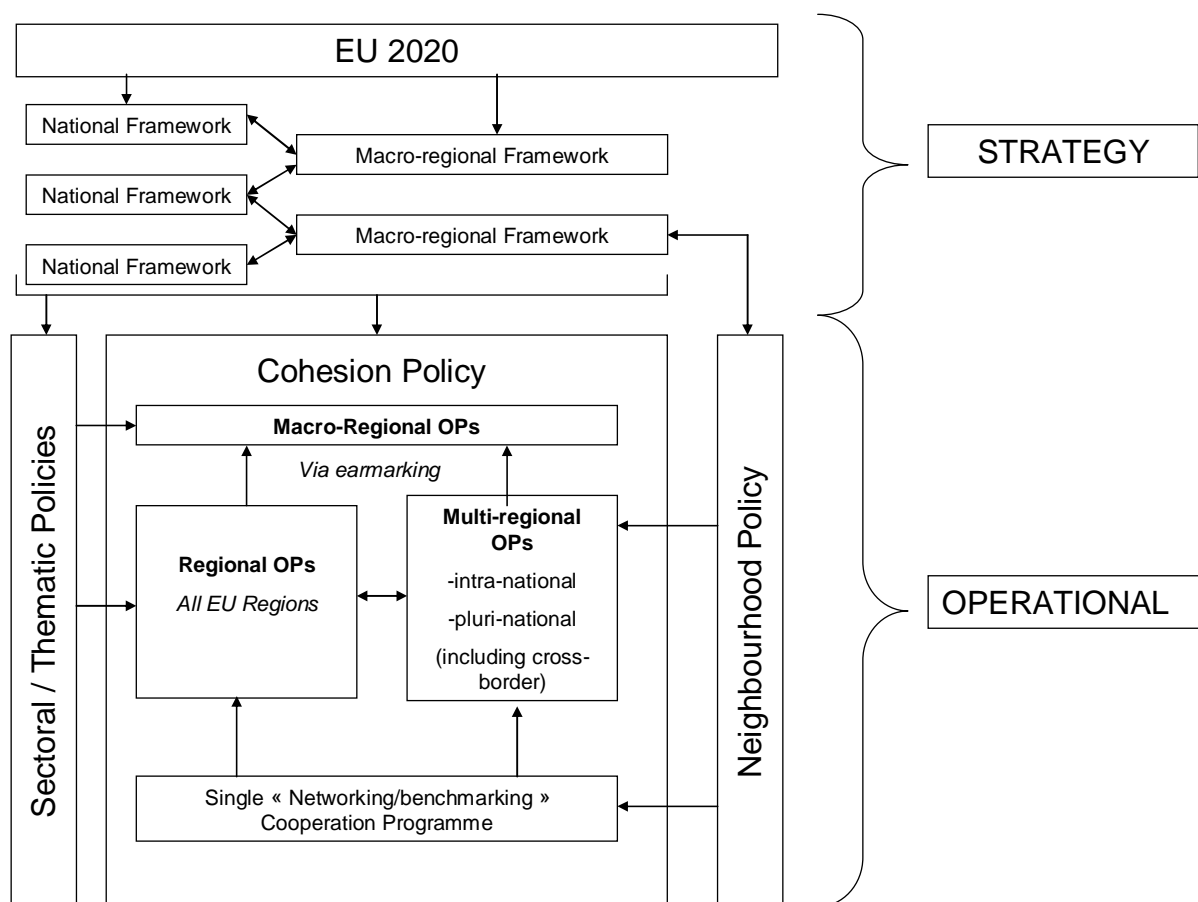 EU 2020
National Framework
Macro-regional Framework
National Framework
Macro-regional Framework
National Framework
STRATEGY
Sectoral / Thematic Policies
Cohesion Policy
Macro-Regional OPs
Via earmarking
Regional OPs
All EU Regions
Multi-regional
OPs
-intra-national
-pluri-national
(including cross-
border)
Single « Networking/benchmarking »
Cooperation Programme
Neighbourhood Policy
OPERATIONAL